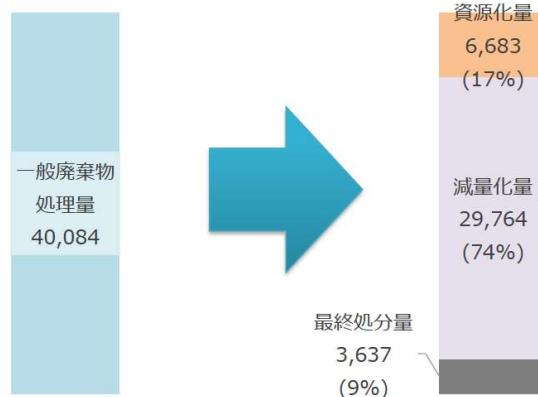 一般廃棄物
処理量
40,084
資源化量
6,683
(17%)
減量化量
29,764
(74%)
最終処分量
3,637
(9%)